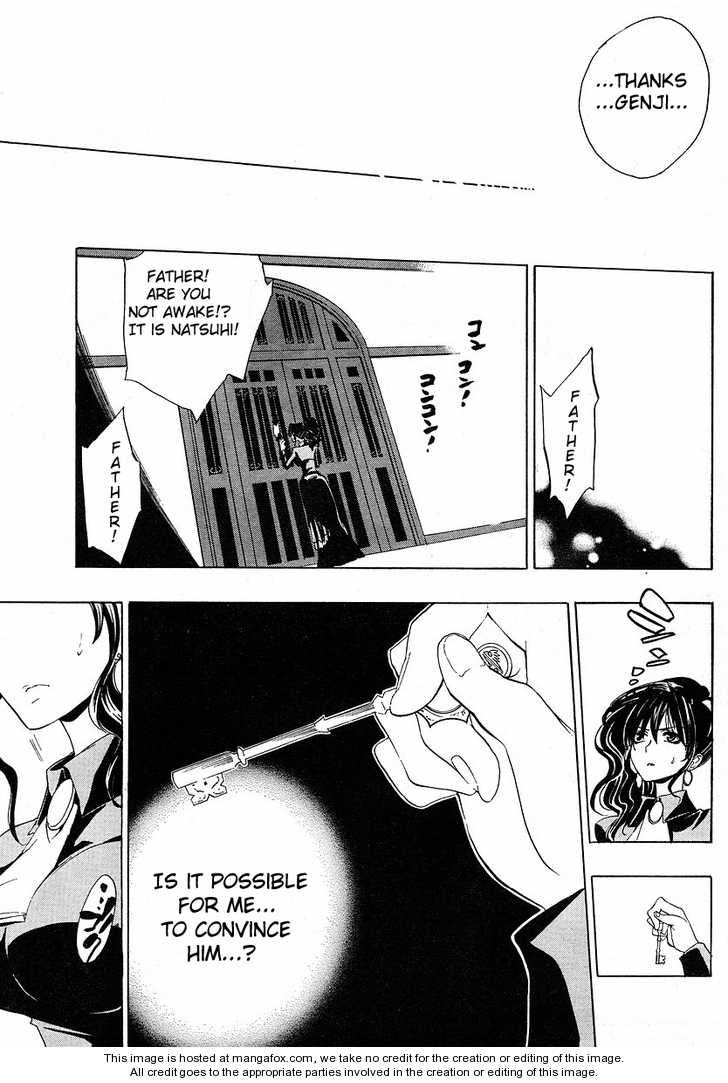 ...THANKS
...GENJI...
FATHER!
FATHER!
ARE YOU
NOT AWAKE!?
IT IS NATSUHI!
コン
コン!
コン
コンコン!
FATHER!
IS IT POSSIBLE
FOR ME...
TO CONVINCE
HIM...?
This image is hosted at mangafox.com, we take no credit for the creation or editing of this image.
All credit goes to the appropriate parties involved in the creation or editing of this image.